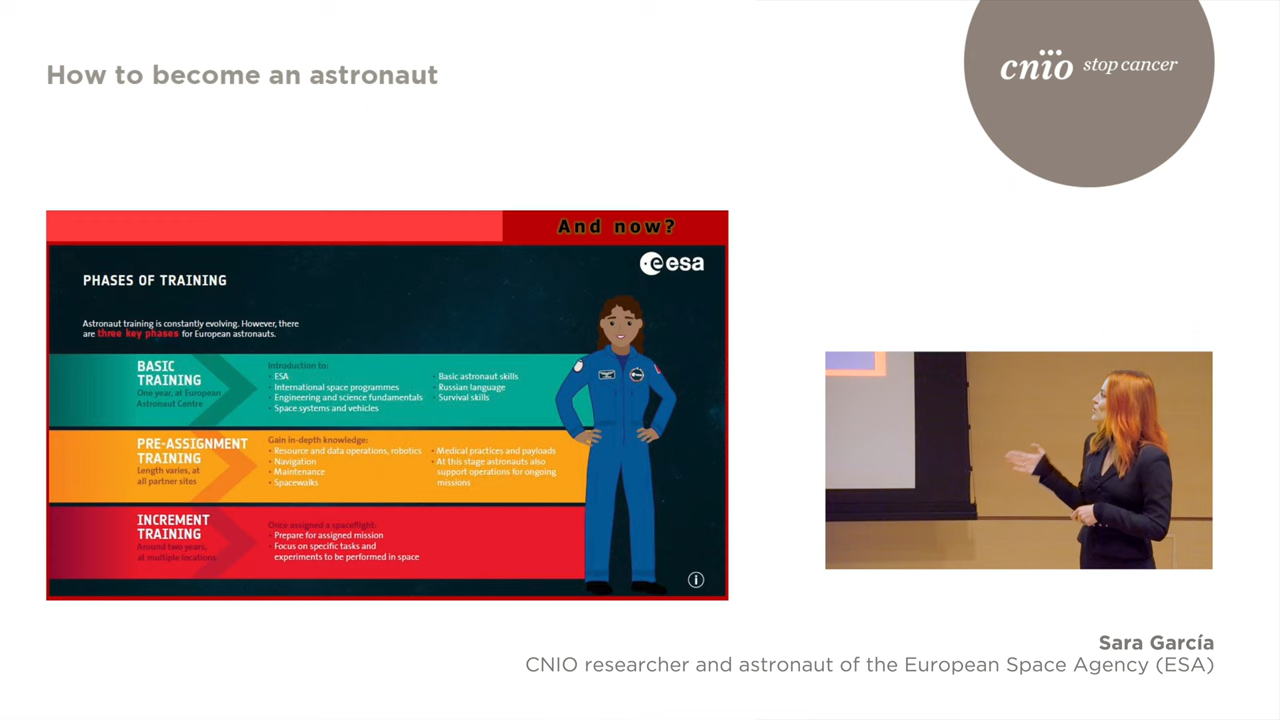 How to become an astronaut
cnio stop cancer
And now?
esa
PHASES OF TRAINING
Astronaut training is constantly evolving. However, there
are three key phases for European astronauts.
BASIC
TRAINING
One year, at European
Astronaut Centre
Introduction to:
· ESA
· International space programmes
· Engineering and science fundamentals
· Space systems and vehicles
· Basic astronaut skills
· Russian language
· Survival skills
PRE-ASSIGNMENT
TRAINING
Length varies, at
all partner sites
Gain in-depth knowledge:
· Resource and data operations, robotics
· Navigation
· Maintenance
· Spacewalks
· Medical practices and payloads
· At this stage astronauts also
support operations for ongoing
missions
INCREMENT
TRAINING
Around two years,
at multiple locations
Once assigned a spaceflight:
· Prepare for assigned mission
· Focus on specific tasks and
experiments to be performed in space
i
Sara García
CNIO researcher and astronaut of the European Space Agency (ESA)